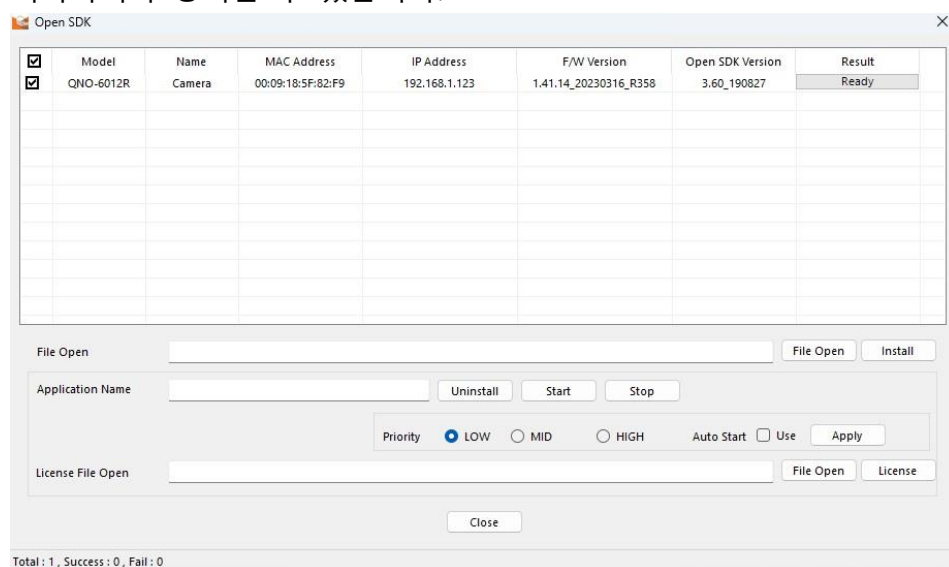 Open SDK
Model Name MAC Address IP Address F/W Version Open SDK Version Result
QNO-6012R Camera 00:09:18:5F:82:F9 192.168.1.123 1.41.14_20230316_R358 3.60_190827 Ready
File Open File Open Install
Application Name Uninstall Start Stop
Priority LOW MID HIGH Auto Start Use Apply
License File Open File Open License
Close
Total : 1 , Success : 0 , Fail : 0